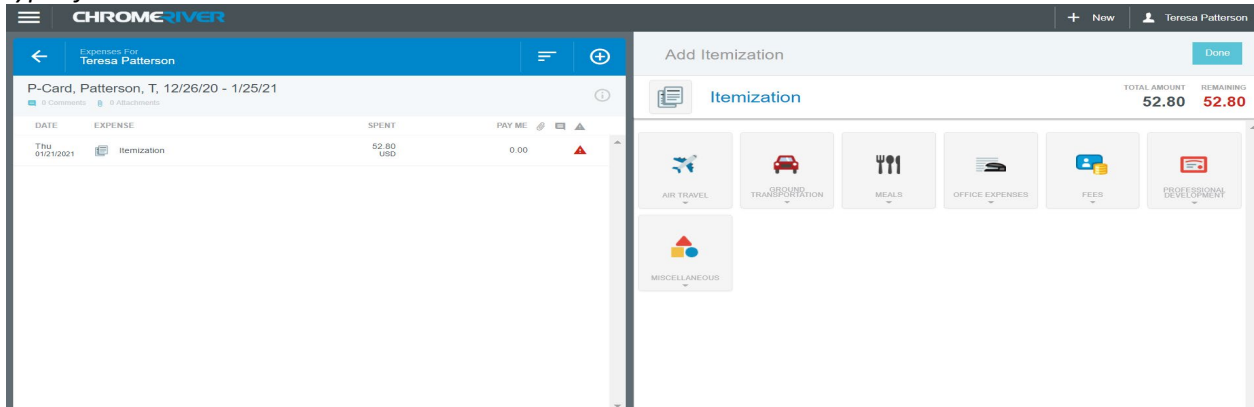 CHROMERIVER
+ New
Teresa Patterson
Expenses For
Teresa Patterson
P-Card, Patterson, T, 12/26/20 - 1/25/21
0 Comments 0 Attachments
DATE EXPENSE SPENT PAY ME
Thu
01/21/2021
Itemization
52.80
USD
0.00
Add Itemization
Done
Itemization
TOTAL AMOUNT REMAINING
52.80 52.80
AIR TRAVEL
GROUND
TRANSPORTATION
MEALS
OFFICE EXPENSES
FEES
PROFESSIONAL
DEVELOPMENT
MISCELLANEOUS